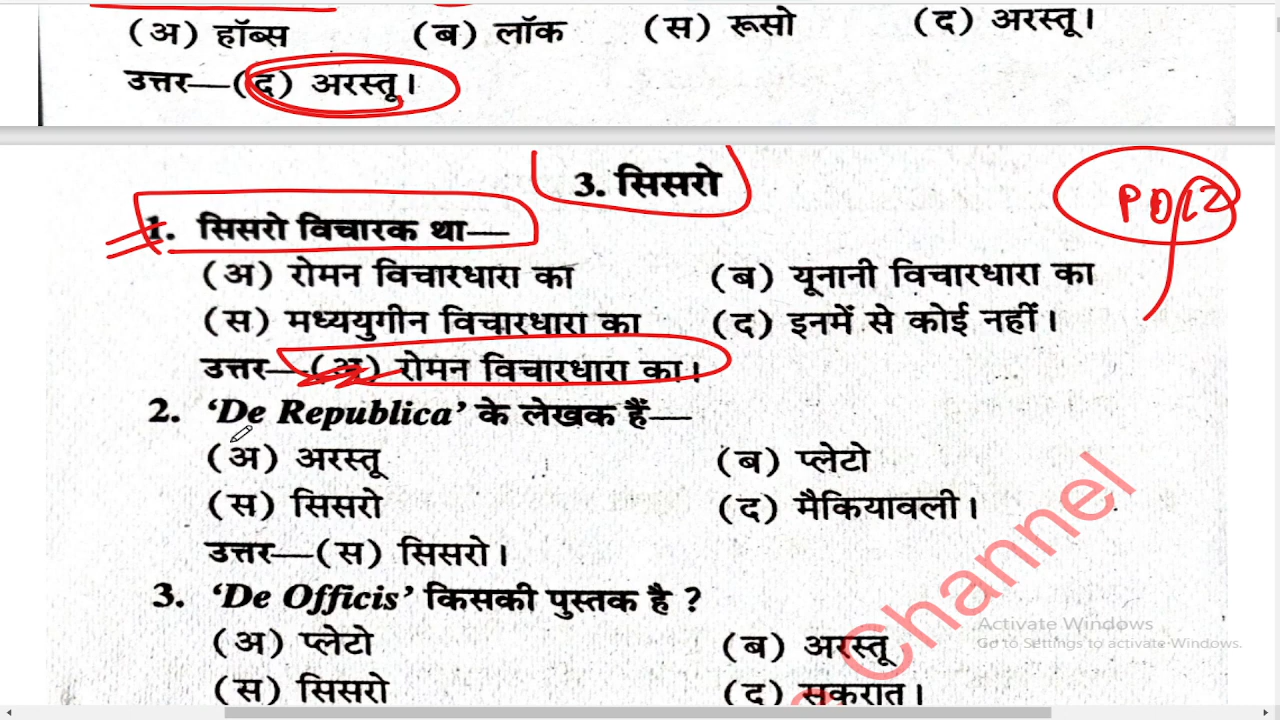 (अ) हॉब्स (ब) लॉक (स) रूसो (द) अरस्तू।
उत्तर—(द) अरस्तू।
3. सिसरो
PDF
1. सिसरो विचारक था—
(अ) रोमन विचारधारा का (ब) यूनानी विचारधारा का
(स) मध्ययुगीन विचारधारा का (द) इनमें से कोई नहीं।
उत्तर—(अ) रोमन विचारधारा का।
2. ‘De Republica’ के लेखक हैं—
(अ) अरस्तू (ब) प्लेटो
(स) सिसरो (द) मैकियावली।
उत्तर—(स) सिसरो।
3. ‘De Officis’ किसकी पुस्तक है ?
(अ) प्लेटो (ब) अरस्तू
(स) सिसरो (द) सुकरात।
Channel
Activate Windows
Go to Settings to activate Windows.